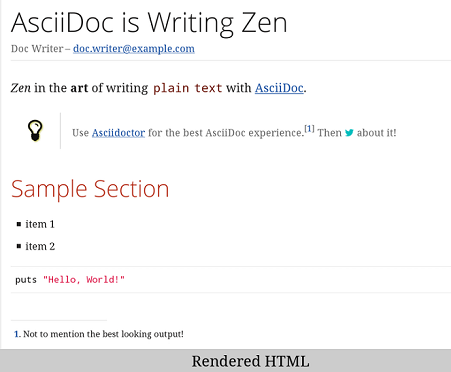 AsciiDoc is Writing Zen
Doc Writer – doc.writer@example.com
Zen in the art of writing plain text with AsciiDoc.
Use Asciidoctor for the best AsciiDoc experience.[1] Then about it!
Sample Section
item 1
item 2
puts "Hello, World!"
1. Not to mention the best looking output!
Rendered HTML